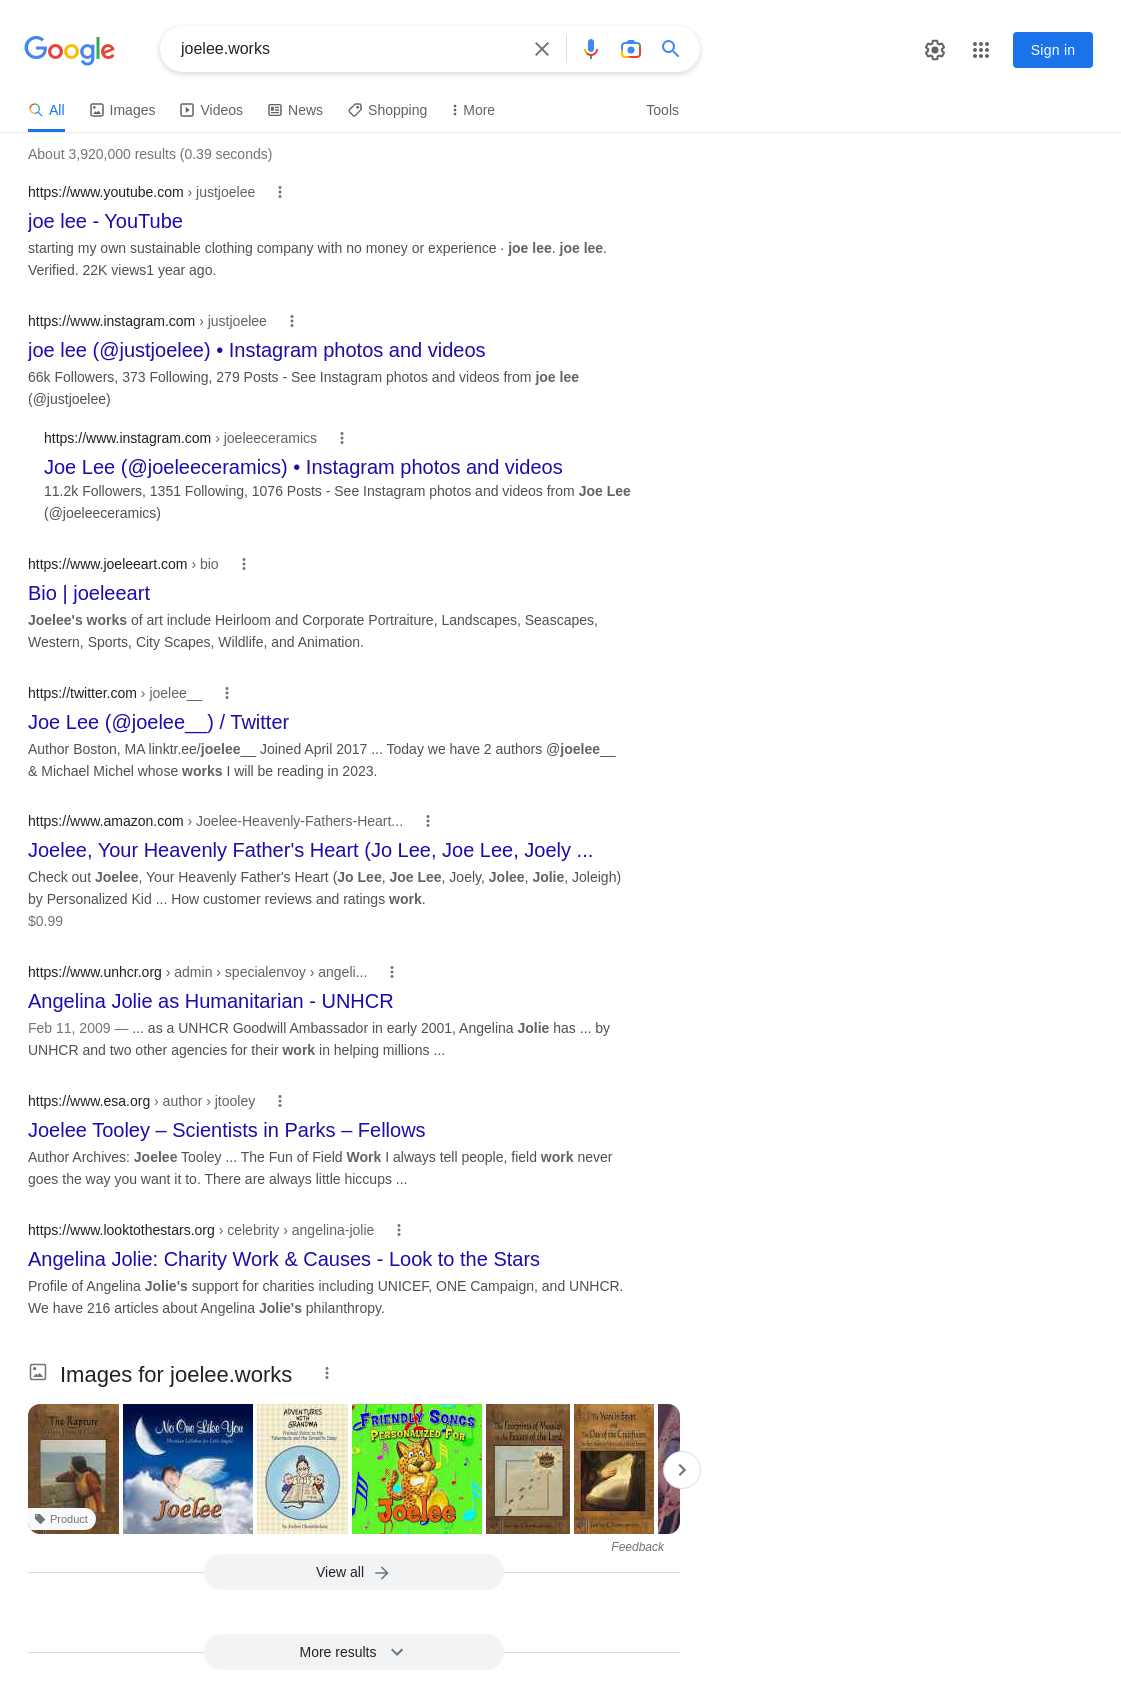 Google
joelee.works
Sign in
All
Images
Videos
News
Shopping
More
Tools
About 3,920,000 results (0.39 seconds)
https://www.youtube.com › justjoelee
joe lee - YouTube
starting my own sustainable clothing company with no money or experience · joe lee. joe lee.
Verified. 22K views1 year ago.
https://www.instagram.com › justjoelee
joe lee (@justjoelee) • Instagram photos and videos
66k Followers, 373 Following, 279 Posts - See Instagram photos and videos from joe lee
(@justjoelee)
https://www.instagram.com › joeleeceramics
Joe Lee (@joeleeceramics) • Instagram photos and videos
11.2k Followers, 1351 Following, 1076 Posts - See Instagram photos and videos from Joe Lee
(@joeleeceramics)
https://www.joeleeart.com › bio
Bio | joeleeart
Joelee's works of art include Heirloom and Corporate Portraiture, Landscapes, Seascapes,
Western, Sports, City Scapes, Wildlife, and Animation.
https://twitter.com › joelee__
Joe Lee (@joelee__) / Twitter
Author Boston, MA linktr.ee/joelee__ Joined April 2017 ... Today we have 2 authors @joelee__
& Michael Michel whose works I will be reading in 2023.
https://www.amazon.com › Joelee-Heavenly-Fathers-Heart...
Joelee, Your Heavenly Father's Heart (Jo Lee, Joe Lee, Joely ...
Check out Joelee, Your Heavenly Father's Heart (Jo Lee, Joe Lee, Joely, Jolee, Jolie, Joleigh)
by Personalized Kid ... How customer reviews and ratings work.
$0.99
https://www.unhcr.org › admin › specialenvoy › angeli...
Angelina Jolie as Humanitarian - UNHCR
Feb 11, 2009 — ... as a UNHCR Goodwill Ambassador in early 2001, Angelina Jolie has ... by
UNHCR and two other agencies for their work in helping millions ...
https://www.esa.org › author › jtooley
Joelee Tooley – Scientists in Parks – Fellows
Author Archives: Joelee Tooley ... The Fun of Field Work I always tell people, field work never
goes the way you want it to. There are always little hiccups ...
https://www.looktothestars.org › celebrity › angelina-jolie
Angelina Jolie: Charity Work & Causes - Look to the Stars
Profile of Angelina Jolie's support for charities including UNICEF, ONE Campaign, and UNHCR.
We have 216 articles about Angelina Jolie's philanthropy.
Images for joelee.works
The Rapture
Product
No One Like You
Joelee
ADVENTURES
WITH
GRANDMA
FRIENDLY SONGS
PERSONALIZED FOR
Joelee
The Footprints of Messiah
in the Feasts of the Lord
The Years in Egypt
and
The Day of the Crucifixion
Feedback
View all
More results